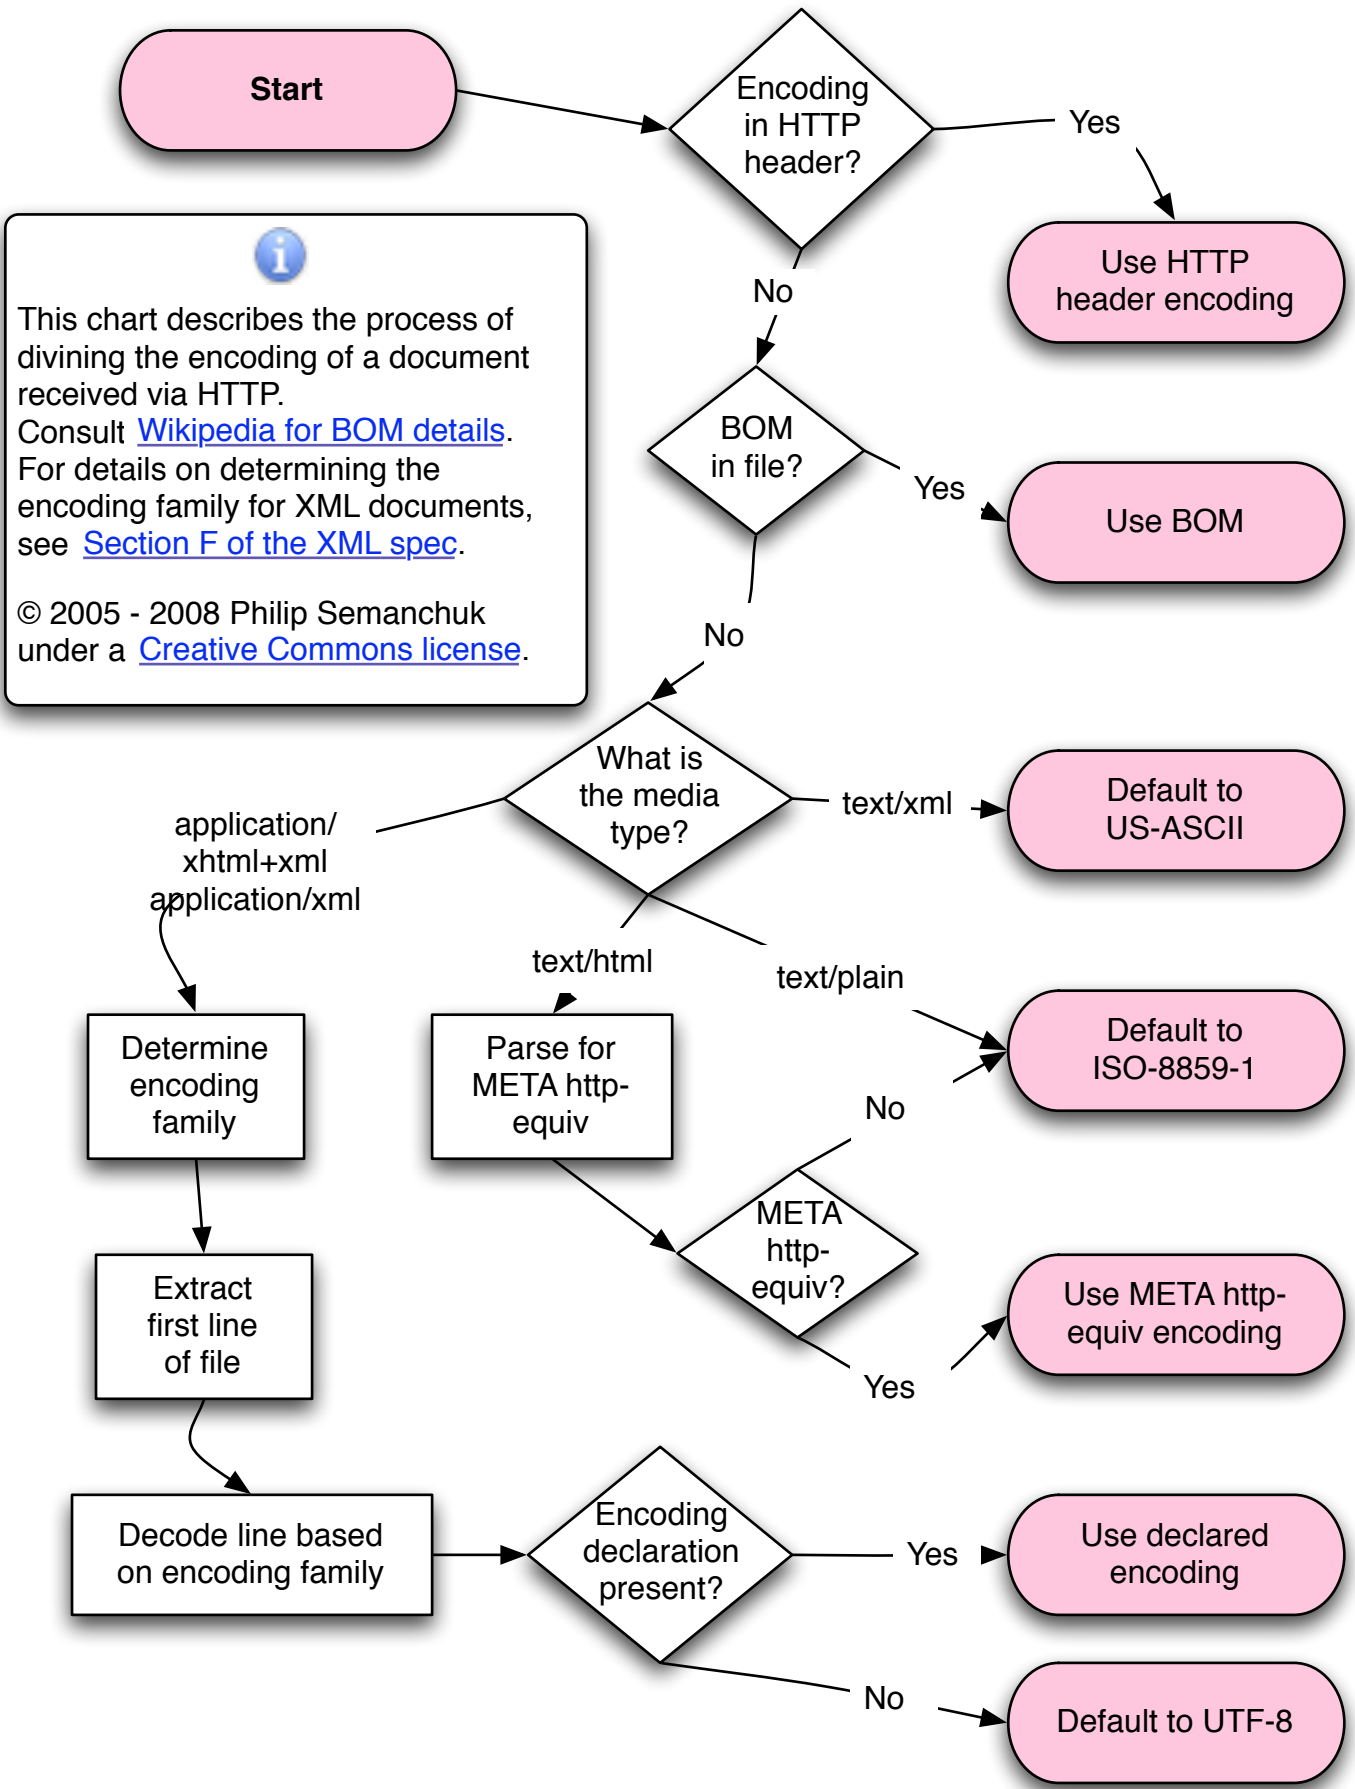 Start
Encoding
in HTTP
header?
Yes
Use HTTP
header encoding
No
This chart describes the process of
divining the encoding of a document
received via HTTP.
Consult Wikipedia for BOM details.
For details on determining the
encoding family for XML documents,
see Section F of the XML spec.
© 2005 - 2008 Philip Semanchuk
under a Creative Commons license.
BOM
in file?
Yes
Use BOM
No
What is
the media
type?
text/xml
Default to
US-ASCII
application/
xhtml+xml
application/xml
text/html
text/plain
Default to
ISO-8859-1
Determine
encoding
family
Parse for
META http-
equiv
No
META
http-
equiv?
Yes
Use META http-
equiv encoding
Extract
first line
of file
Decode line based
on encoding family
Encoding
declaration
present?
Yes
Use declared
encoding
No
Default to UTF-8